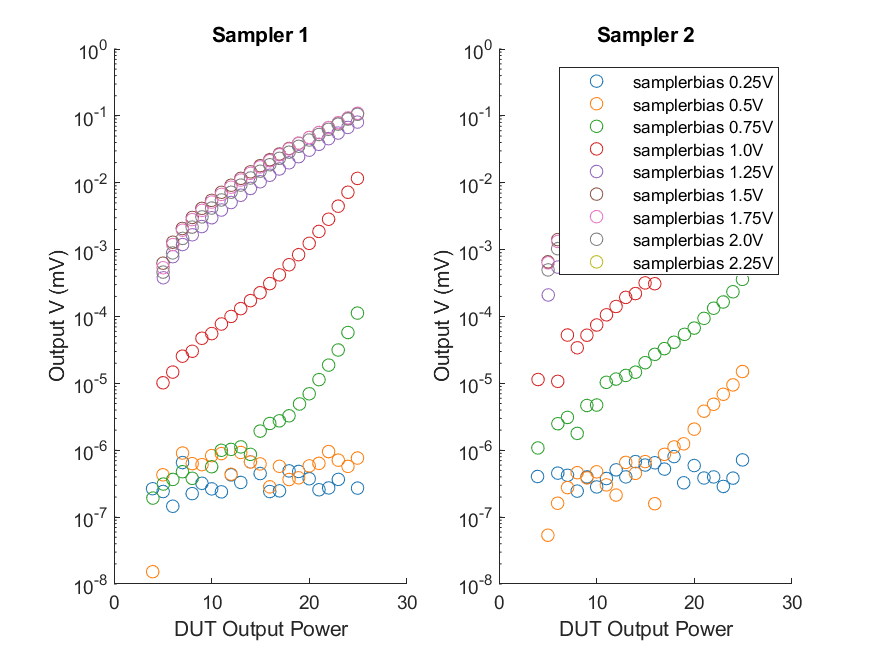 Sampler 1
10^0
10^-1
10^-2
10^-3
10^-4
10^-5
10^-6
10^-7
10^-8
Output V (mV)
0 10 20 30
DUT Output Power
Sampler 2
10^0
10^-1
10^-2
10^-3
10^-4
10^-5
10^-6
10^-7
10^-8
Output V (mV)
samplerbias 0.25V
samplerbias 0.5V
samplerbias 0.75V
samplerbias 1.0V
samplerbias 1.25V
samplerbias 1.5V
samplerbias 1.75V
samplerbias 2.0V
samplerbias 2.25V
0 10 20 30
DUT Output Power